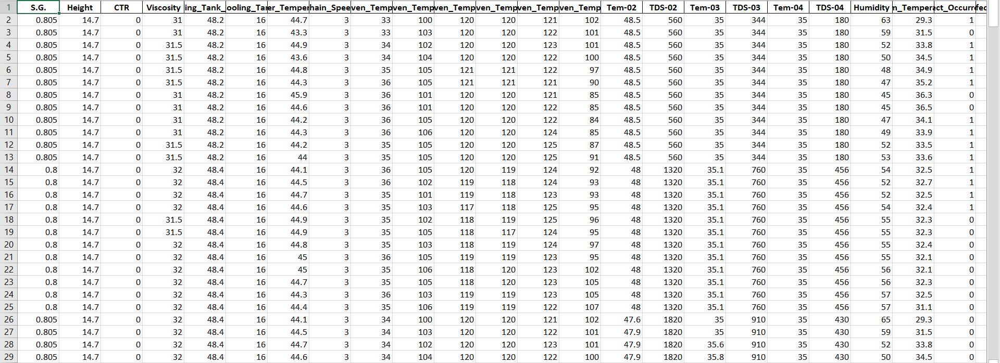 1 S.G. Height CTR Viscosity ing_Tank_ ooling_Tar er_Temper hain_Spee ven_Temp ven_Temp ven_Temp ven_Temp ven_Temp ven_Temp Tem-02 TDS-02 Tem-03 TDS-03 Tem-04 TDS-04 Humidity n_Tempera ct_Occurr fec
2 0.805 14.7 0 31 48.2 16 44.7 3 33 100 120 120 121 102 48.5 560 35 344 35 180 63 29.3 1
3 0.805 14.7 0 31 48.2 16 43.3 3 33 103 120 120 122 101 48.5 560 35 344 35 180 59 31.5 0
4 0.805 14.7 0 31.5 48.2 16 44.9 3 34 102 120 120 123 101 48.5 560 35 344 35 180 52 33.8 1
5 0.805 14.7 0 31.5 48.2 16 43.6 3 34 104 120 120 122 100 48.5 560 35 344 35 180 50 34.5 1
6 0.805 14.7 0 31.5 48.2 16 44.8 3 35 105 121 121 122 97 48.5 560 35 344 35 180 48 34.9 1
7 0.805 14.7 0 31.5 48.2 16 44.3 3 36 105 121 121 121 90 48.5 560 35 344 35 180 47 35.2 1
8 0.805 14.7 0 31 48.2 16 45.9 3 36 101 120 120 121 85 48.5 560 35 344 35 180 45 36.3 0
9 0.805 14.7 0 31 48.2 16 44.6 3 36 101 120 120 122 85 48.5 560 35 344 35 180 45 36.5 0
10 0.805 14.7 0 31 48.2 16 44.2 3 36 105 120 120 122 84 48.5 560 35 344 35 180 47 34.1 1
11 0.805 14.7 0 31 48.2 16 44.3 3 36 106 120 120 124 85 48.5 560 35 344 35 180 49 33.9 1
12 0.805 14.7 0 31.5 48.2 16 44.2 3 35 105 120 120 125 87 48.5 560 35 344 35 180 52 33.5 1
13 0.805 14.7 0 31.5 48.2 16 44 3 35 105 120 120 125 91 48.5 560 35 344 35 180 53 33.6 1
14 0.8 14.7 0 32 48.4 16 44.1 3 36 105 120 119 124 92 48 1320 35.1 760 35 456 54 32.5 1
15 0.8 14.7 0 32 48.4 16 44.5 3 36 102 119 118 124 93 48 1320 35.1 760 35 456 52 32.7 1
16 0.8 14.7 0 32 48.4 16 44.7 3 35 101 119 118 123 93 48 1320 35.1 760 35 456 52 32.5 1
17 0.8 14.7 0 32 48.4 16 44.6 3 35 103 117 118 125 95 48 1320 35.1 760 35 456 54 32.4 1
18 0.8 14.7 0 31.5 48.4 16 44.9 3 35 102 118 119 125 96 48 1320 35.1 760 35 456 55 32.3 0
19 0.8 14.7 0 31.5 48.4 16 44.9 3 35 105 118 117 124 95 48 1320 35.1 760 35 456 55 32.3 0
20 0.8 14.7 0 32 48.4 16 44.8 3 35 103 118 119 124 97 48 1320 35.1 760 35 456 55 32.4 0
21 0.8 14.7 0 32 48.4 16 45 3 36 105 119 119 123 95 48 1320 35.1 760 35 456 55 32.1 0
22 0.8 14.7 0 32 48.4 16 45 3 35 106 118 120 123 102 48 1320 35.1 760 35 456 56 32.1 0
23 0.8 14.7 0 32 48.4 16 44.7 3 35 105 118 120 123 105 48 1320 35.1 760 35 456 56 32.3 0
24 0.8 14.7 0 32 48.4 16 44.3 3 36 103 119 119 123 105 48 1320 35.1 760 35 456 57 32.5 0
25 0.8 14.7 0 32 48.4 16 44.4 3 35 106 119 119 122 107 48 1320 35.1 760 35 456 57 31.1 0
26 0.805 14.7 0 32 48.4 16 44.1 3 34 100 120 120 121 102 47.6 1820 35 910 35 430 65 29.3 0
27 0.805 14.7 0 32 48.4 16 44.5 3 34 103 120 120 122 101 47.9 1820 35 910 35 430 59 31.5 0
28 0.805 14.7 0 32 48.4 16 44.7 3 34 102 120 120 123 101 47.9 1820 35.6 910 35 430 52 33.8 0
29 0.805 14.7 0 32 48.4 16 44.6 3 34 104 120 120 122 100 47.9 1820 35.8 910 35 430 50 34.5 0